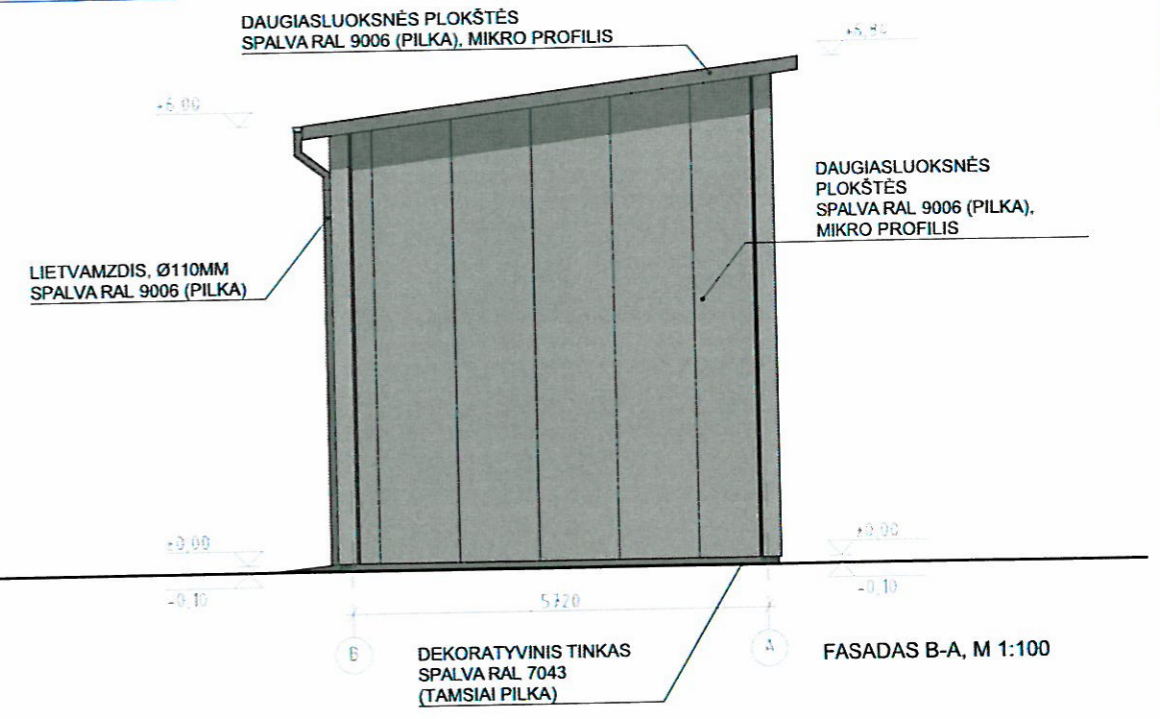 DAUGIASLUOKSNĖS PLOKŠTĖS
SPALVA RAL 9006 (PILKA), MIKRO PROFILIS
+6,00
DAUGIASLUOKSNĖS
PLOKŠTĖS
SPALVA RAL 9006 (PILKA),
MIKRO PROFILIS
LIETVAMZDIS, Ø110MM
SPALVA RAL 9006 (PILKA)
±0,00
±0,00
-0,10
-0,10
5720
B
A
DEKORATYVINIS TINKAS
SPALVA RAL 7043
(TAMSIAI PILKA)
FASADAS B-A, M 1:100